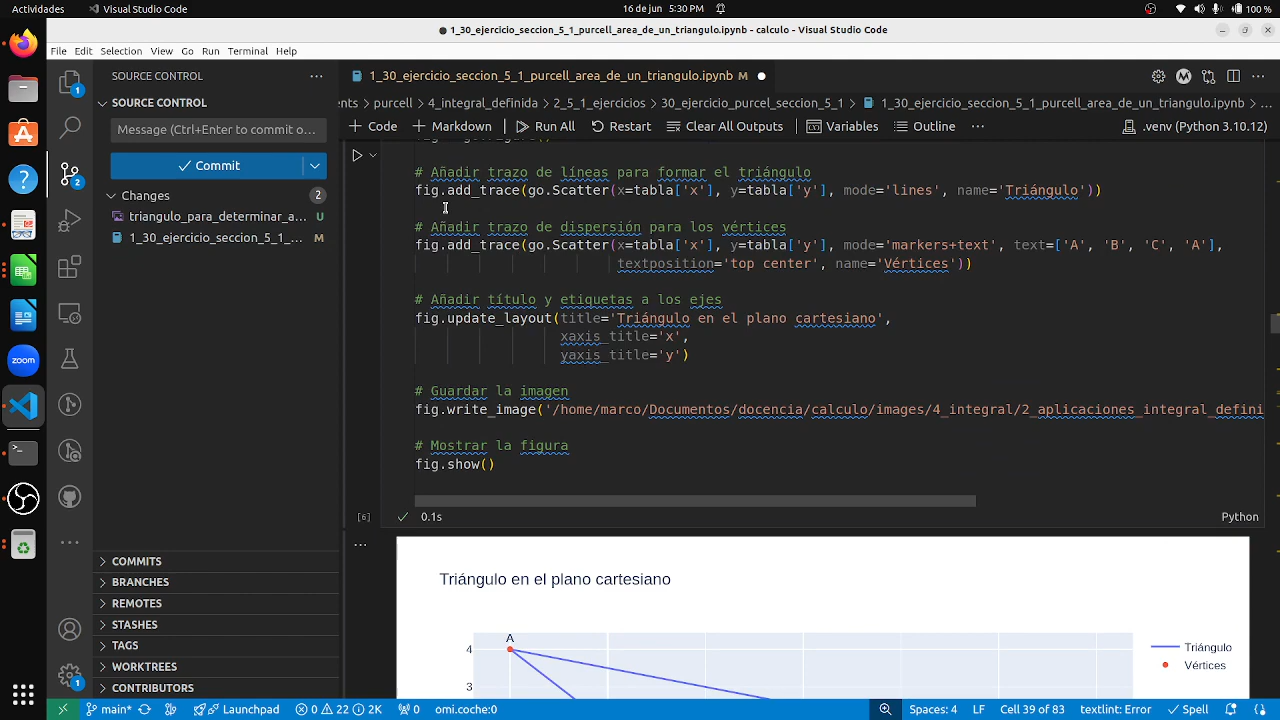 Actividades
Visual Studio Code
16 de jun 5:30 PM
100 %
1_30_ejercicio_seccion_5_1_purcell_area_de_un_triangulo.ipynb - calculo - Visual Studio Code
File Edit Selection View Go Run Terminal Help
SOURCE CONTROL
1_30_ejercicio_seccion_5_1_purcell_area_de_un_triangulo.ipynb M
SOURCE CONTROL
ents > purcell > 4_integral_definida > 2_5_1_ejercicios > 30_ejercicio_purcel_seccion_5_1 > 1_30_ejercicio_seccion_5_1_purcell_area_de_un_triangulo.ipynb > ...
Message (Ctrl+Enter to commit o...
+ Code + Markdown Run All Restart Clear All Outputs Variables Outline ... .venv (Python 3.10.12)
Commit
Changes 2
triangulo_para_determinar_a... U
1_30_ejercicio_seccion_5_1_... M
# Añadir trazo de líneas para formar el triángulo
fig.add_trace(go.Scatter(x=tabla['x'], y=tabla['y'], mode='lines', name='Triángulo'))
# Añadir trazo de dispersión para los vértices
fig.add_trace(go.Scatter(x=tabla['x'], y=tabla['y'], mode='markers+text', text=['A', 'B', 'C', 'A'],
textposition='top center', name='Vértices'))
# Añadir título y etiquetas a los ejes
fig.update_layout(title='Triángulo en el plano cartesiano',
xaxis_title='x',
yaxis_title='y')
# Guardar la imagen
fig.write_image('/home/marco/Documentos/docencia/calculo/images/4_integral/2_aplicaciones_integral_defini
# Mostrar la figura
fig.show()
[6] 0.1s Python
Triángulo en el plano cartesiano
A
4
3
Triángulo
Vértices
COMMITS
BRANCHES
REMOTES
STASHES
TAGS
WORKTREES
CONTRIBUTORS
1
2
1
zoom
main* Launchpad 0 22 2K 0 omi.coche:0 Spaces: 4 LF Cell 39 of 83 textlint: Error Spell